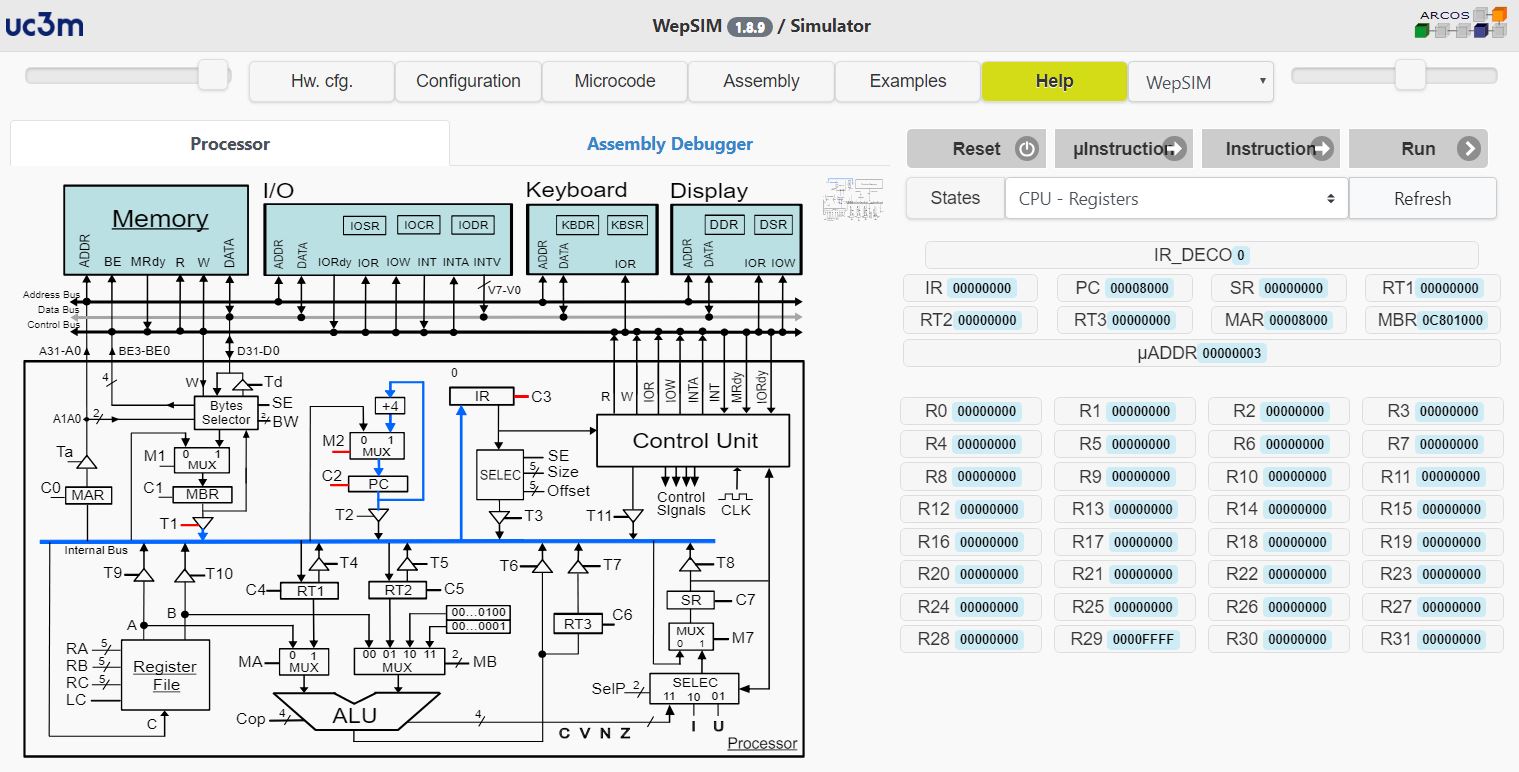 uc3m
WepSIM 1.8.9 / Simulator
ARCOS
Hw. cfg.
Configuration
Microcode
Assembly
Examples
Help
WepSIM
Processor
Assembly Debugger
Reset
µInstruction
Instruction
Run
States
CPU - Registers
Refresh
Memory
ADDR BE MRdy R W DATA
I/O
IOSR IOCR IODR
ADDR DATA IORdy IOR IOW INT INTA INTV
Keyboard
KBDR KBSR
ADDR DATA IOR
Display
DDR DSR
ADDR DATA IOR IOW
V7-V0
Address Bus
Data Bus
Control Bus
A31-A0 BE3-BE0 D31-D0
4
W
Td
Bytes
Selector
SE
2
BW
A1A0
2
Ta
M1
0 1
MUX
C0
MAR
C1
MBR
T1
+4
M2
0 1
MUX
C2
PC
T2
0
IR
C3
SELEC
SE
5
Size
5
Offset
T3
R W IOR IOW INTA INT MRdy IORdy
Control Unit
Control
SIgnals
CLK
T11
Internal Bus
T9
T10
T4
C4
RT1
T5
RT2
C5
T6
T7
RT3
C6
T8
SR
C7
MUX
0 1
M7
00...0100
00...0001
A
B
RA
5
RB
5
RC
5
LC
Register
File
C
MA
0 1
MUX
00 01 10 11
MUX
2
MB
Cop
4
ALU
4
C V N Z
SelP
2
SELEC
11 10 01
I U
Processor
IR_DECO 0
IR 00000000
PC 00008000
SR 00000000
RT1 00000000
RT2 00000000
RT3 00000000
MAR 00008000
MBR 0C801000
µADDR 00000003
R0 00000000
R1 00000000
R2 00000000
R3 00000000
R4 00000000
R5 00000000
R6 00000000
R7 00000000
R8 00000000
R9 00000000
R10 00000000
R11 00000000
R12 00000000
R13 00000000
R14 00000000
R15 00000000
R16 00000000
R17 00000000
R18 00000000
R19 00000000
R20 00000000
R21 00000000
R22 00000000
R23 00000000
R24 00000000
R25 00000000
R26 00000000
R27 00000000
R28 00000000
R29 0000FFFF
R30 00000000
R31 00000000